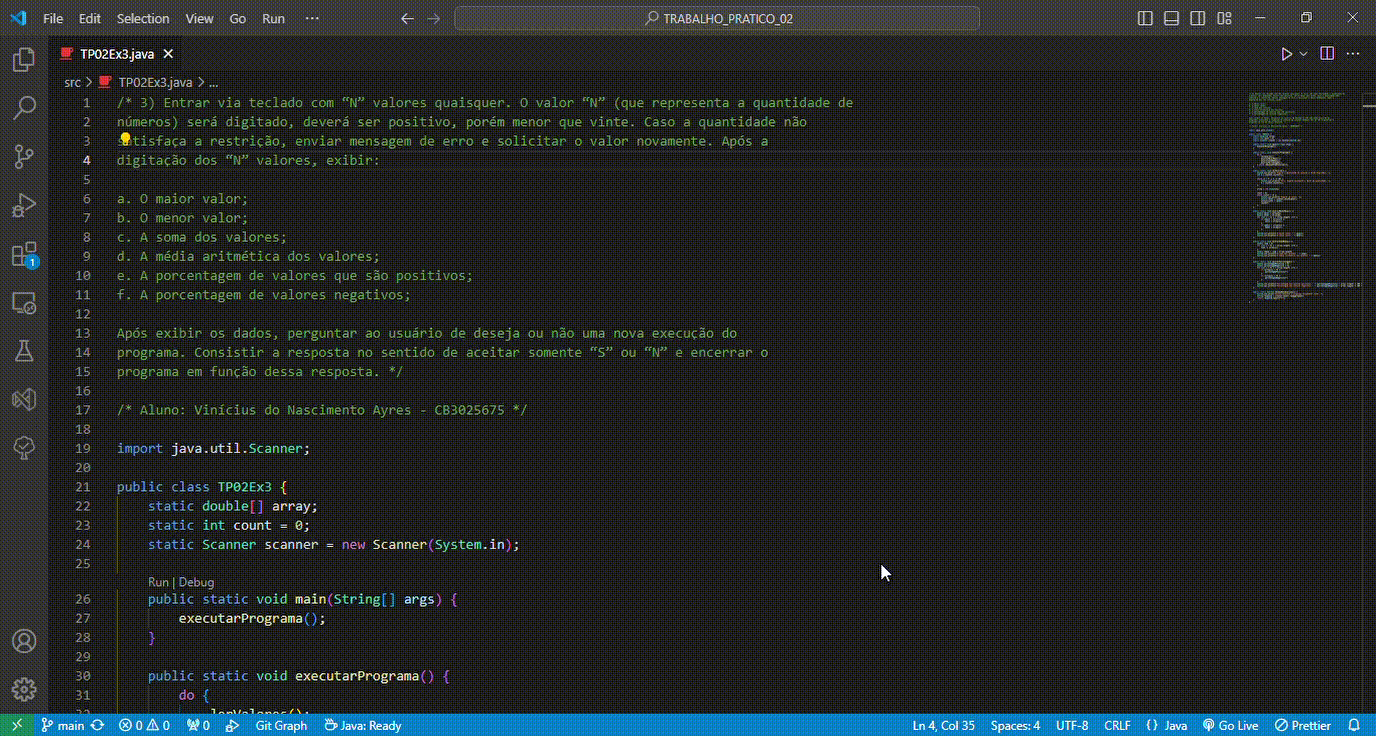 File Edit Selection View Go Run ··· TRABALHO_PRATICO_02
TP02Ex3.java
src > TP02Ex3.java > ...
1 /* 3) Entrar via teclado com “N” valores quaisquer. O valor “N” (que representa a quantidade de
2 números) será digitado, deverá ser positivo, porém menor que vinte. Caso a quantidade não
3 satisfaça a restrição, enviar mensagem de erro e solicitar o valor novamente. Após a
4 digitação dos “N” valores, exibir:
5
6 a. O maior valor;
7 b. O menor valor;
8 c. A soma dos valores;
9 d. A média aritmética dos valores;
10 e. A porcentagem de valores que são positivos;
11 f. A porcentagem de valores negativos;
12
13 Após exibir os dados, perguntar ao usuário de deseja ou não uma nova execução do
14 programa. Consistir a resposta no sentido de aceitar somente “S” ou “N” e encerrar o
15 programa em função dessa resposta. */
16
17 /* Aluno: Vinícius do Nascimento Ayres - CB3025675 */
18
19 import java.util.Scanner;
20
21 public class TP02Ex3 {
22 static double[] array;
23 static int count = 0;
24 static Scanner scanner = new Scanner(System.in);
25
Run | Debug
26 public static void main(String[] args) {
27 executarPrograma();
28 }
29
30 public static void executarPrograma() {
31 do {
32 lerValores();
1
main 0 0 0 Git Graph Java: Ready Ln 4, Col 35 Spaces: 4 UTF-8 CRLF {} Java Go Live Prettier